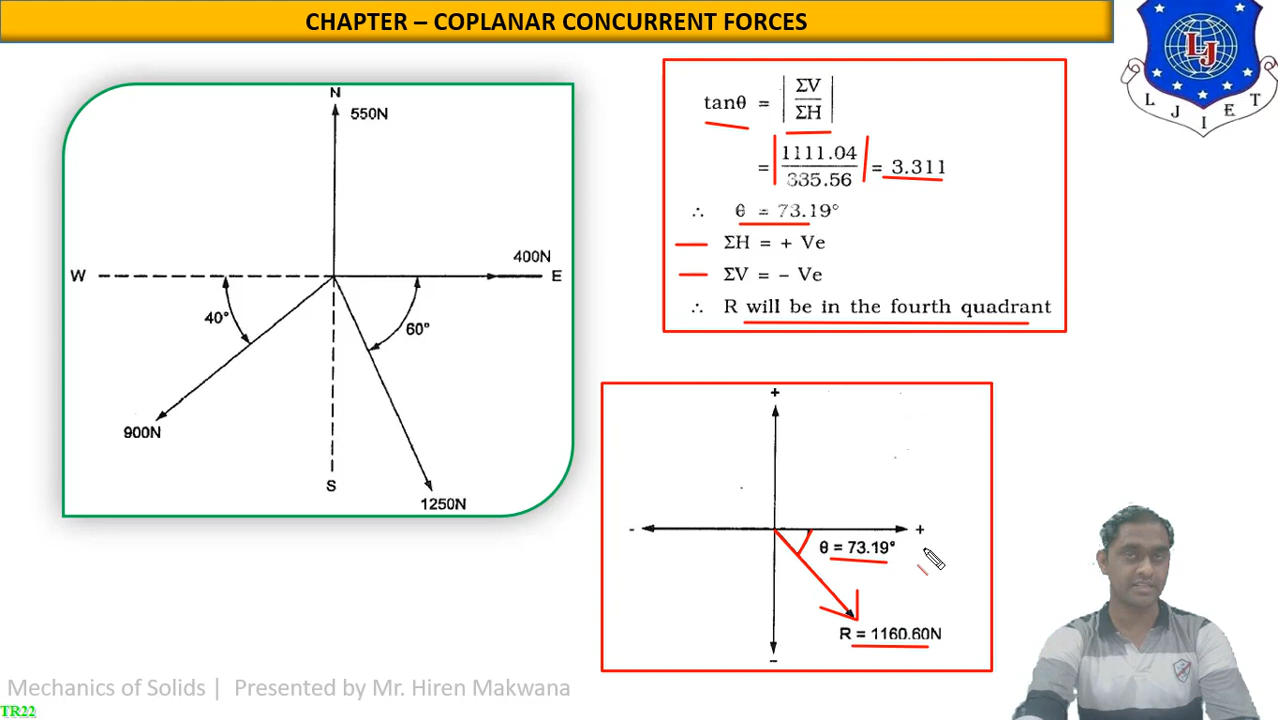 CHAPTER – COPLANAR CONCURRENT FORCES
L J I E T
LJ
N
550N
400N
W
E
40°
60°
900N
S
1250N
tanθ = | ΣV / ΣH |
= | 1111.04 / 335.56 | = 3.311
∴ θ = 73.19°
ΣH = + Ve
ΣV = - Ve
∴ R will be in the fourth quadrant
+
-
+
θ = 73.19°
R = 1160.60N
-
Mechanics of Solids | Presented by Mr. Hiren Makwana
TR22